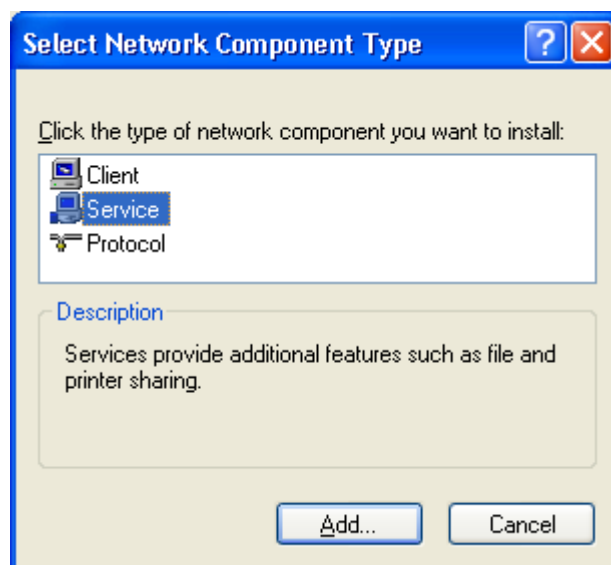 Select Network Component Type
Click the type of network component you want to install:
Client
Service
Protocol
Description
Services provide additional features such as file and
printer sharing.
Add...
Cancel